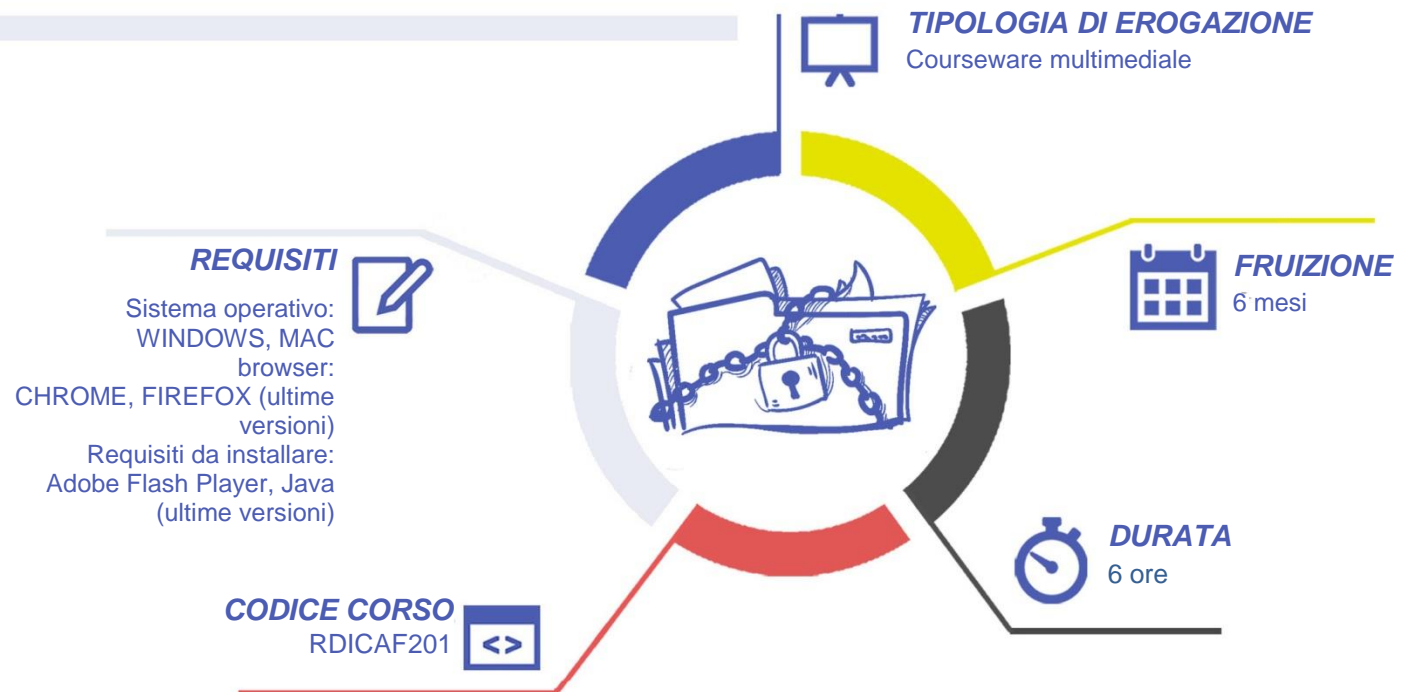 TIPOLOGIA DI EROGAZIONE
Courseware multimediale
REQUISITI
Sistema operativo:
WINDOWS, MAC
browser:
CHROME, FIREFOX (ultime
versioni)
Requisiti da installare:
Adobe Flash Player, Java
(ultime versioni)
FRUIZIONE
6 mesi
DURATA
6 ore
CODICE CORSO
RDICAF201
<>